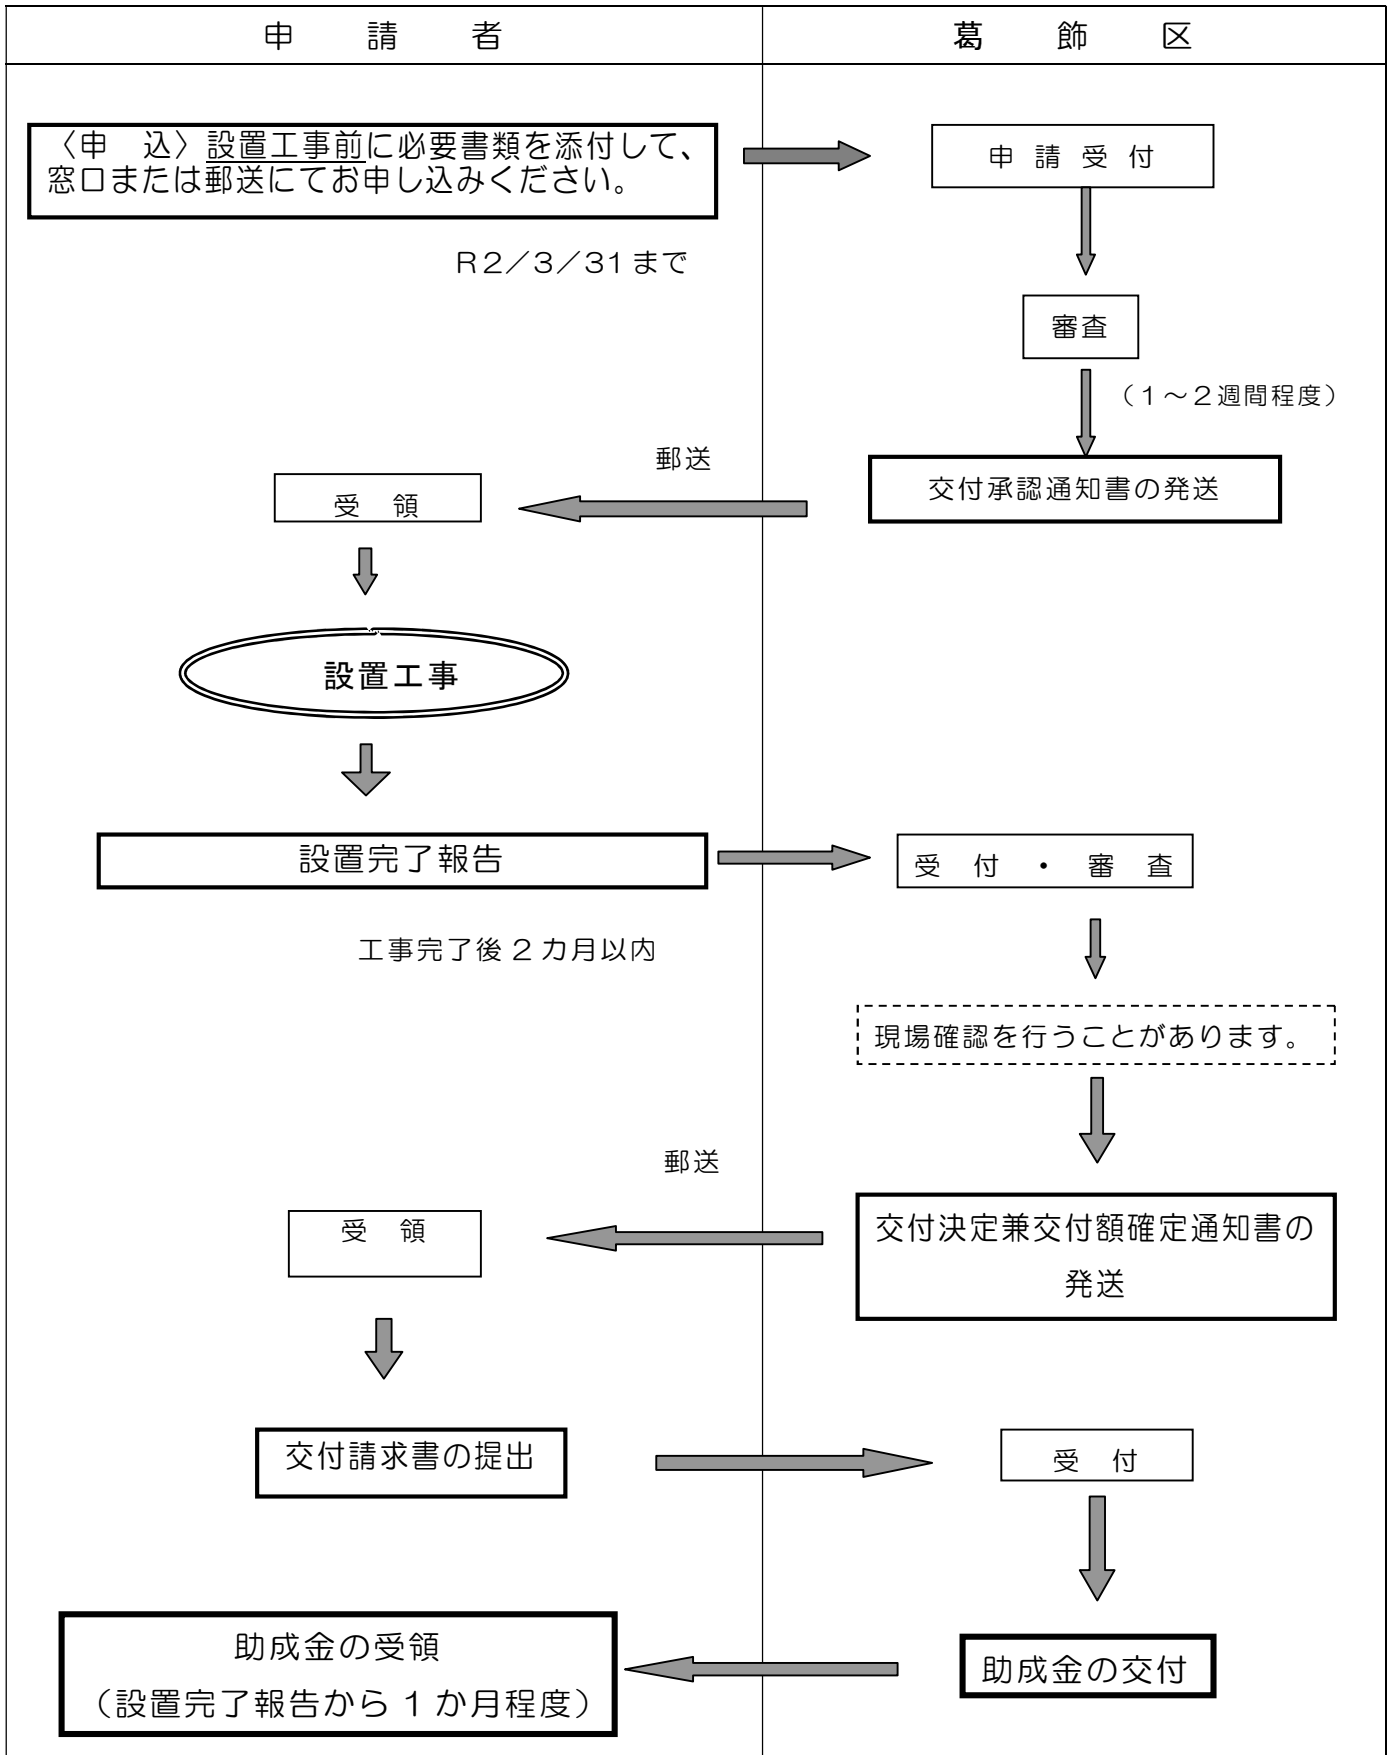 申　請　者
葛　飾　区
〈申　込〉設置工事前に必要書類を添付して、
窓口または郵送にてお申し込みください。
申 請 受 付
R２／３／31まで
審査
（１～２週間程度）
郵送
交付承認通知書の発送
受　領
設置工事
設置完了報告
受　付　・　審　査
工事完了後２カ月以内
現場確認を行うことがあります。
郵送
交付決定兼交付額確定通知書の
発送
受　領
交付請求書の提出
受　付
助成金の受領
（設置完了報告から１か月程度）
助成金の交付